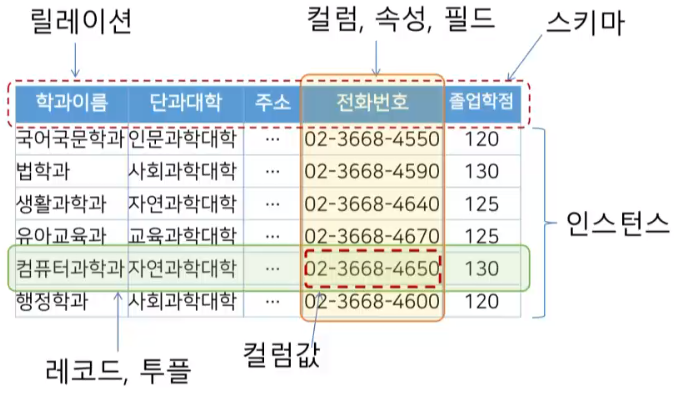 릴레이션
컬럼, 속성, 필드
스키마
학과이름 단과대학 주소 전화번호 졸업학점
국어국문학과 인문과학대학 ... 02-3668-4550 120
법학과 사회과학대학 ... 02-3668-4590 130
생활과학과 자연과학대학 ... 02-3668-4640 125
유아교육과 교육과학대학 ... 02-3668-4670 125
컴퓨터과학과 자연과학대학 ... 02-3668-4650 130
행정학과 사회과학대학 ... 02-3668-4600 120
인스턴스
레코드, 투플
컬럼값